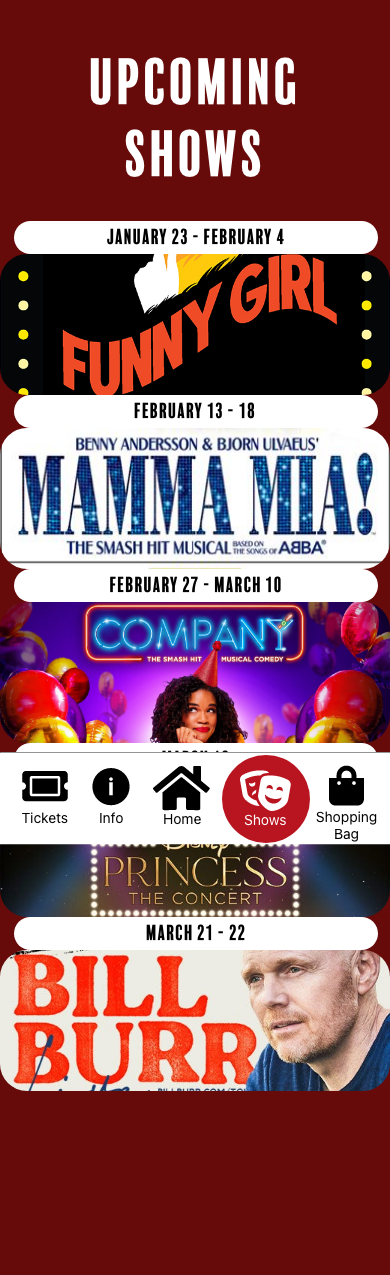 UPCOMING
SHOWS
JANUARY 23 - FEBRUARY 4
FUNNY GIRL
FEBRUARY 13 - 18
BENNY ANDERSSON & BJORN ULVAEUS'
MAMMA MIA!
THE SMASH HIT MUSICAL BASED ON THE SONGS OF ABBA®
FEBRUARY 27 - MARCH 10
COMPANY
THE SMASH HIT MUSICAL COMEDY
Tickets
Info
Home
Shows
Shopping
Bag
PRINCESS
THE CONCERT
MARCH 21 - 22
BILL
BURR